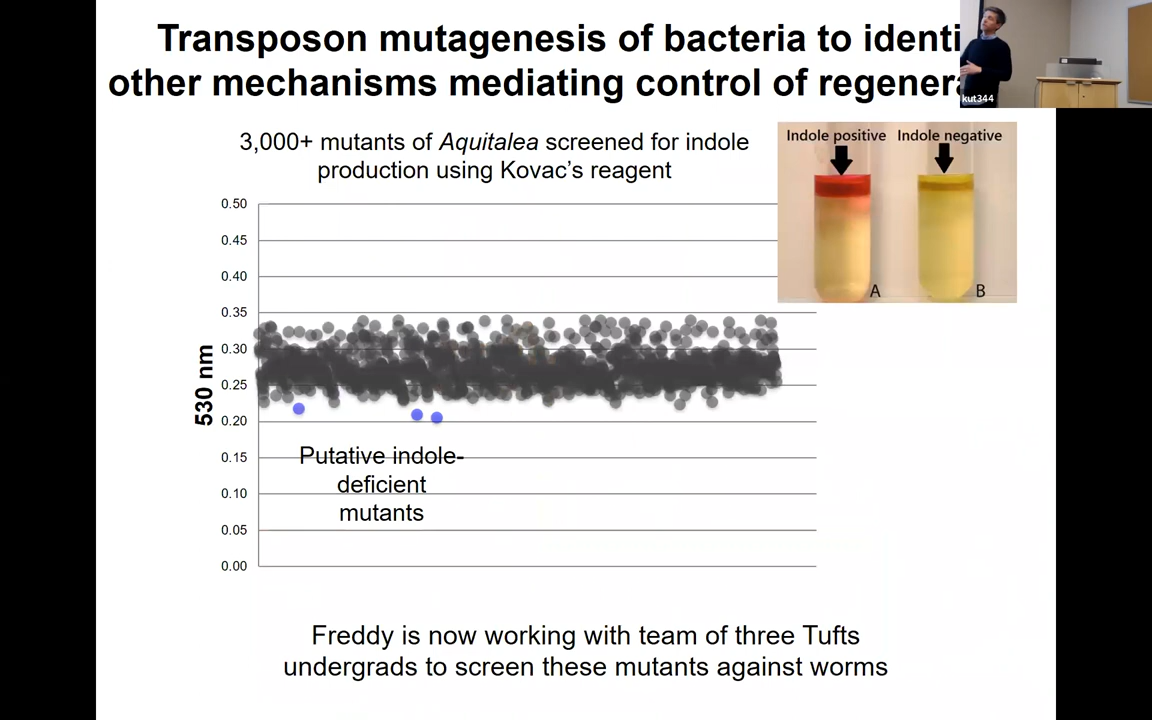 Transposon mutagenesis of bacteria to identi
other mechanisms mediating control of regenera
kut344
3,000+ mutants of Aquitalea screened for indole
production using Kovac's reagent
Indole positive Indole negative
A B
0.50
0.45
0.40
0.35
0.30
0.25
0.20
0.15
0.10
0.05
0.00
530 nm
Putative indole-
deficient
mutants
Freddy is now working with team of three Tufts
undergrads to screen these mutants against worms